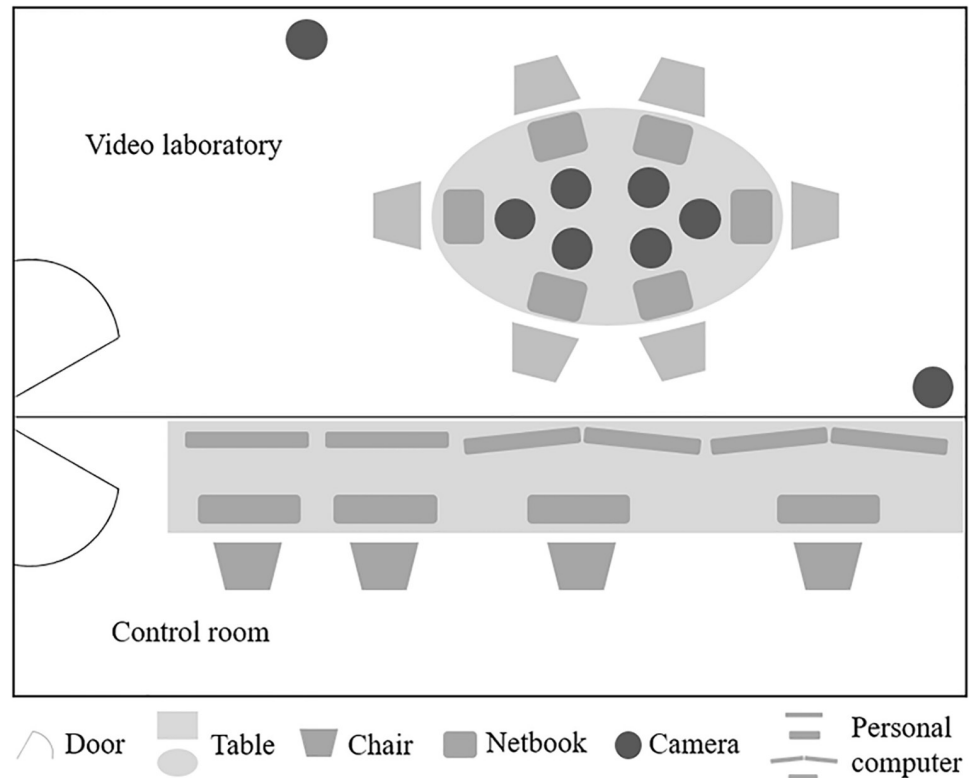 Video laboratory
Control room
Door
Table
Chair
Netbook
Camera
Personal
computer